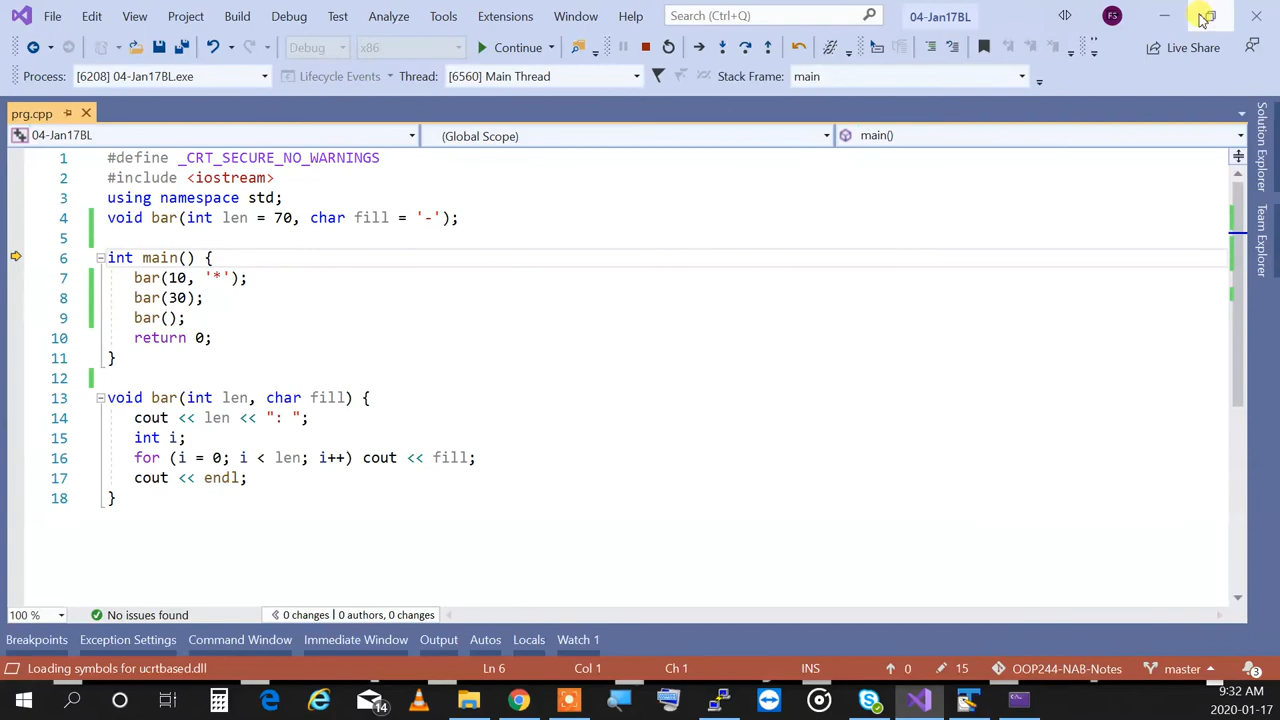 File Edit View Project Build Debug Test Analyze Tools Extensions Window Help Search (Ctrl+Q) 04-Jan17BL FS
Debug x86 Continue Live Share
Process: [6208] 04-Jan17BL.exe Lifecycle Events Thread: [6560] Main Thread Stack Frame: main
prg.cpp
04-Jan17BL (Global Scope) main()
1 #define _CRT_SECURE_NO_WARNINGS
2 #include <iostream>
3 using namespace std;
4 void bar(int len = 70, char fill = '-');
5
6 int main() {
7 bar(10, '*');
8 bar(30);
9 bar();
10 return 0;
11 }
12
13 void bar(int len, char fill) {
14 cout << len << ": ";
15 int i;
16 for (i = 0; i < len; i++) cout << fill;
17 cout << endl;
18 }
Solution Explorer
Team Explorer
100 % No issues found 0 changes | 0 authors, 0 changes
Breakpoints Exception Settings Command Window Immediate Window Output Autos Locals Watch 1
Loading symbols for ucrtbased.dll Ln 6 Col 1 Ch 1 INS 0 15 OOP244-NAB-Notes master 3
14 9:32 AM
2020-01-17